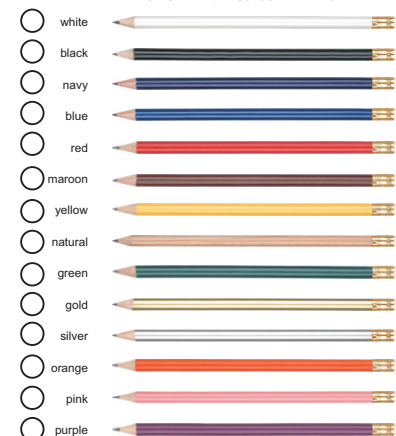 white
black
navy
blue
red
maroon
yellow
natural
green
gold
silver
orange
pink
purple